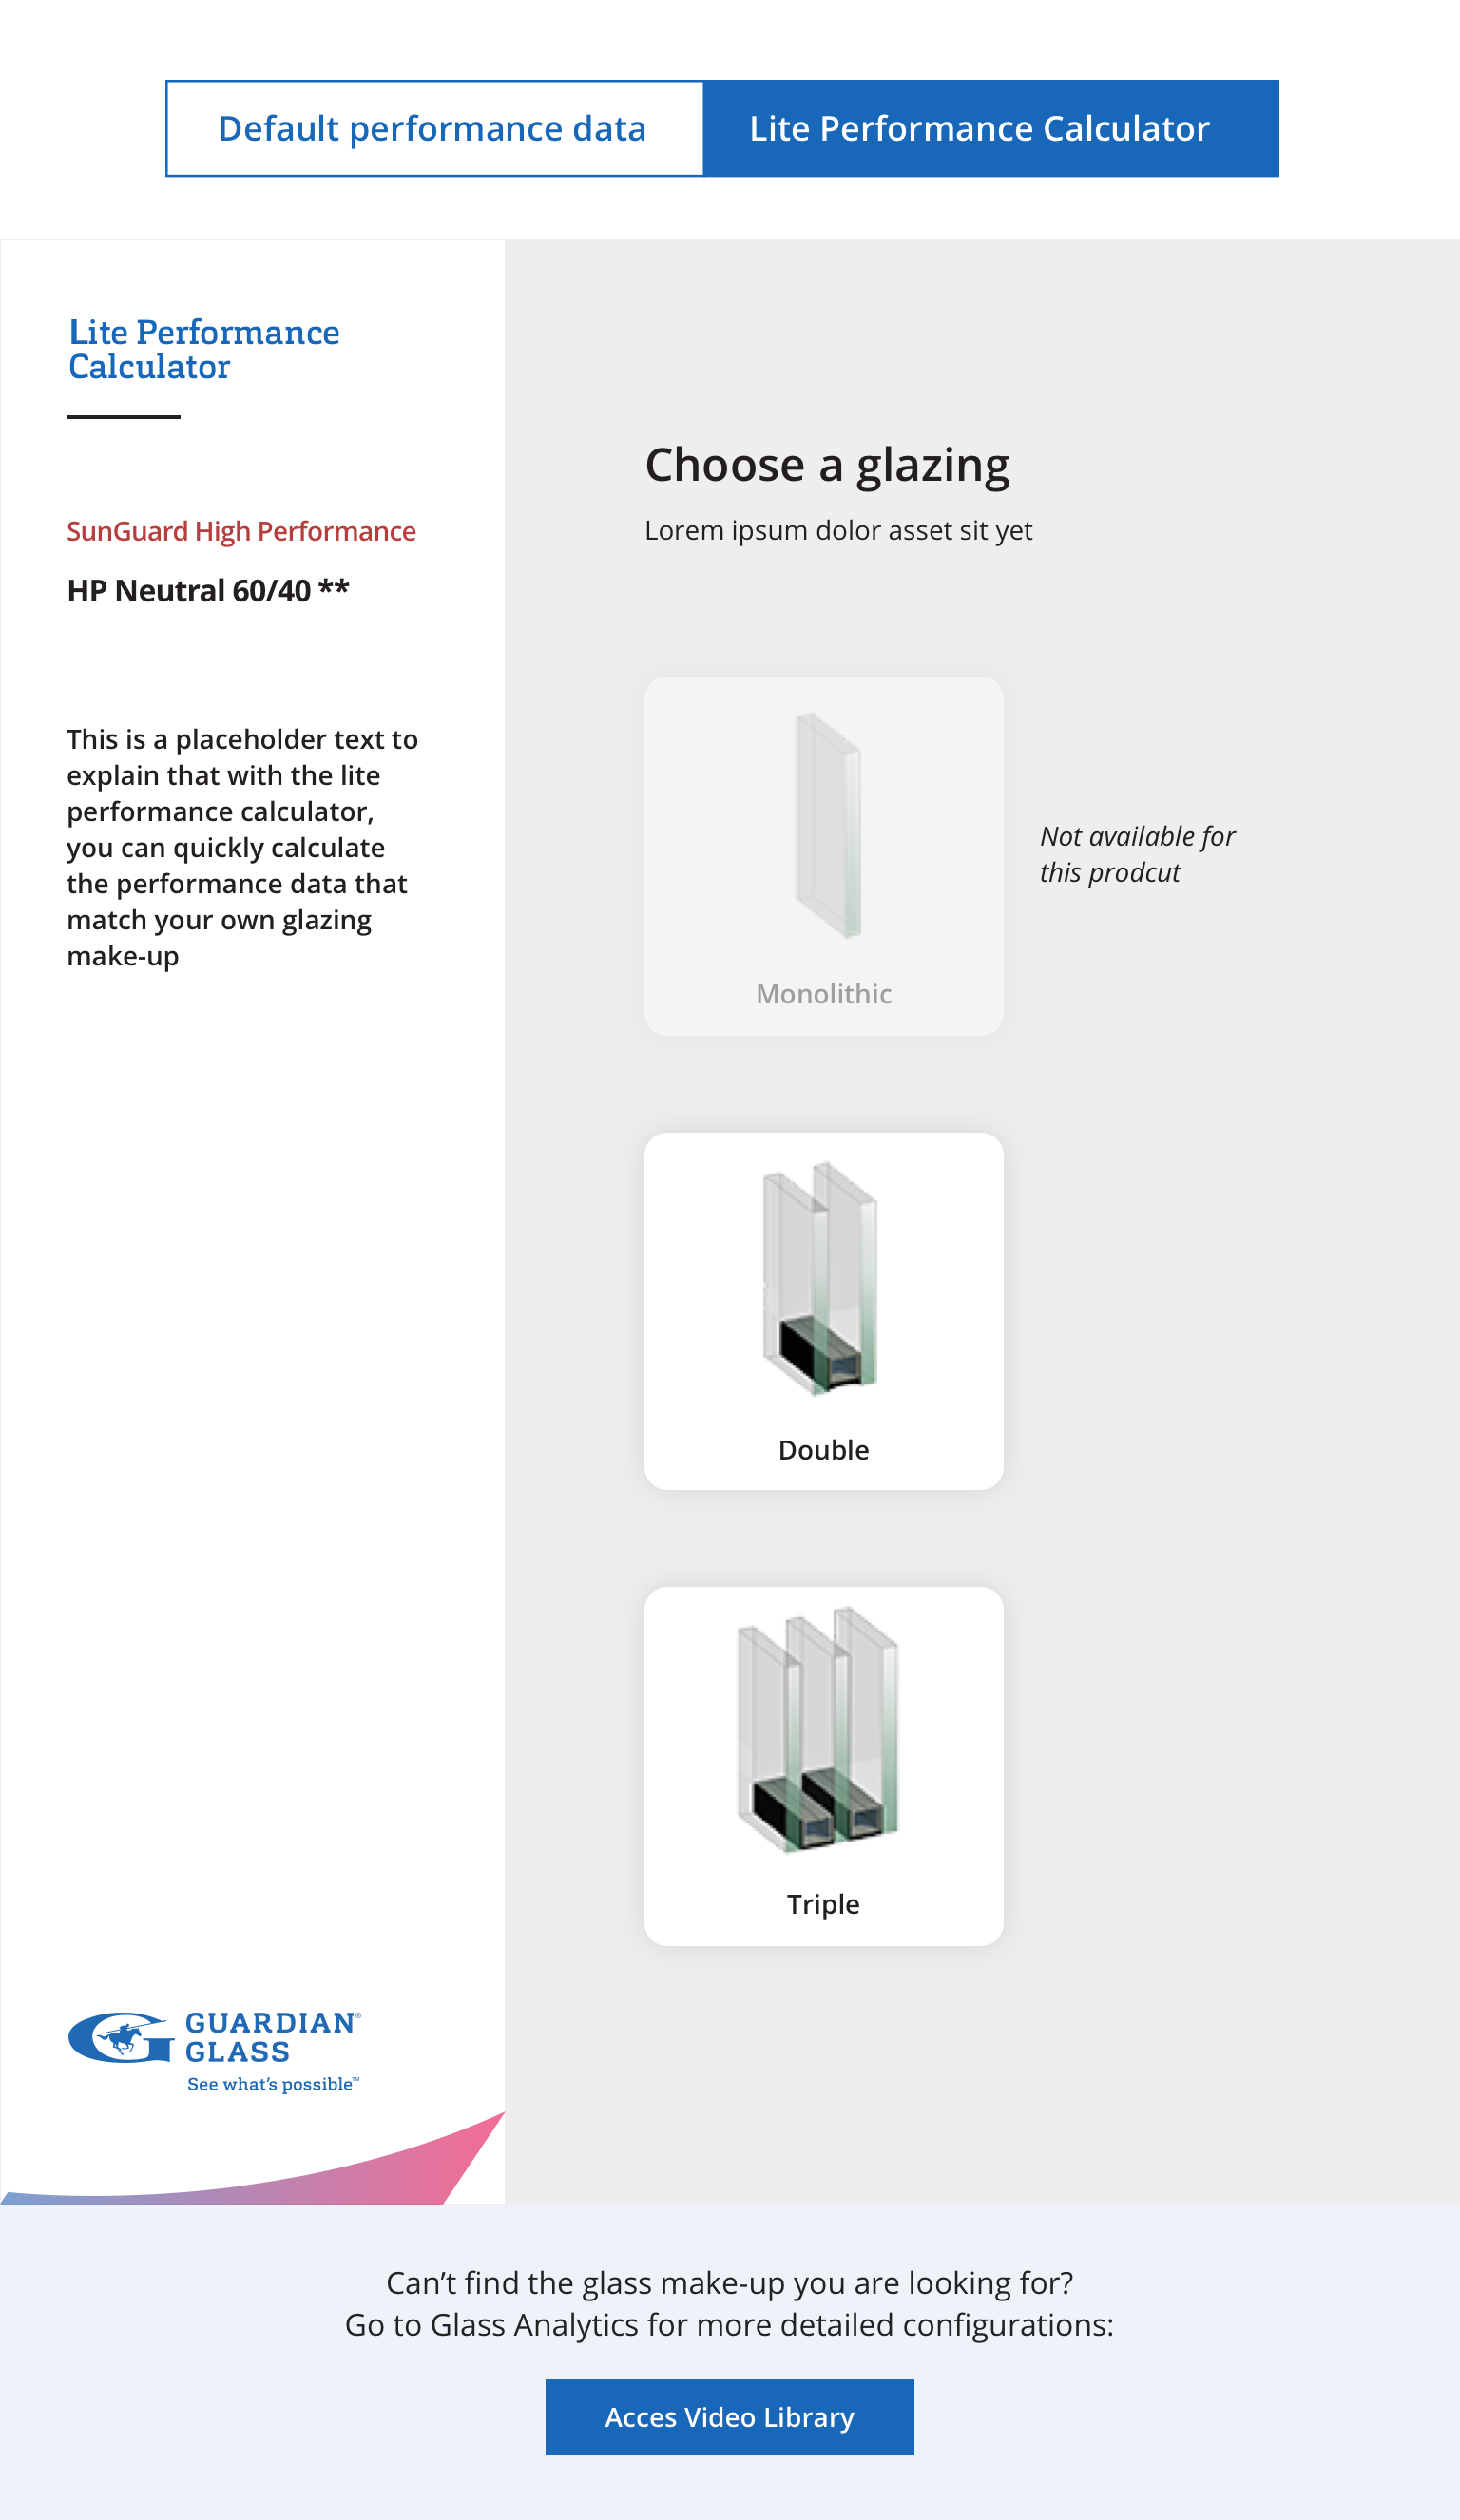 Default performance data
Lite Performance Calculator
Lite Performance
Calculator
SunGuard High Performance
HP Neutral 60/40 **
This is a placeholder text to
explain that with the lite
performance calculator,
you can quickly calculate
the performance data that
match your own glazing
make-up
Choose a glazing
Lorem ipsum dolor asset sit yet
Monolithic
Not available for
this prodcut
Double
Triple
GUARDIAN®
GLASS
See what's possible™
Can't find the glass make-up you are looking for?
Go to Glass Analytics for more detailed configurations:
Acces Video Library